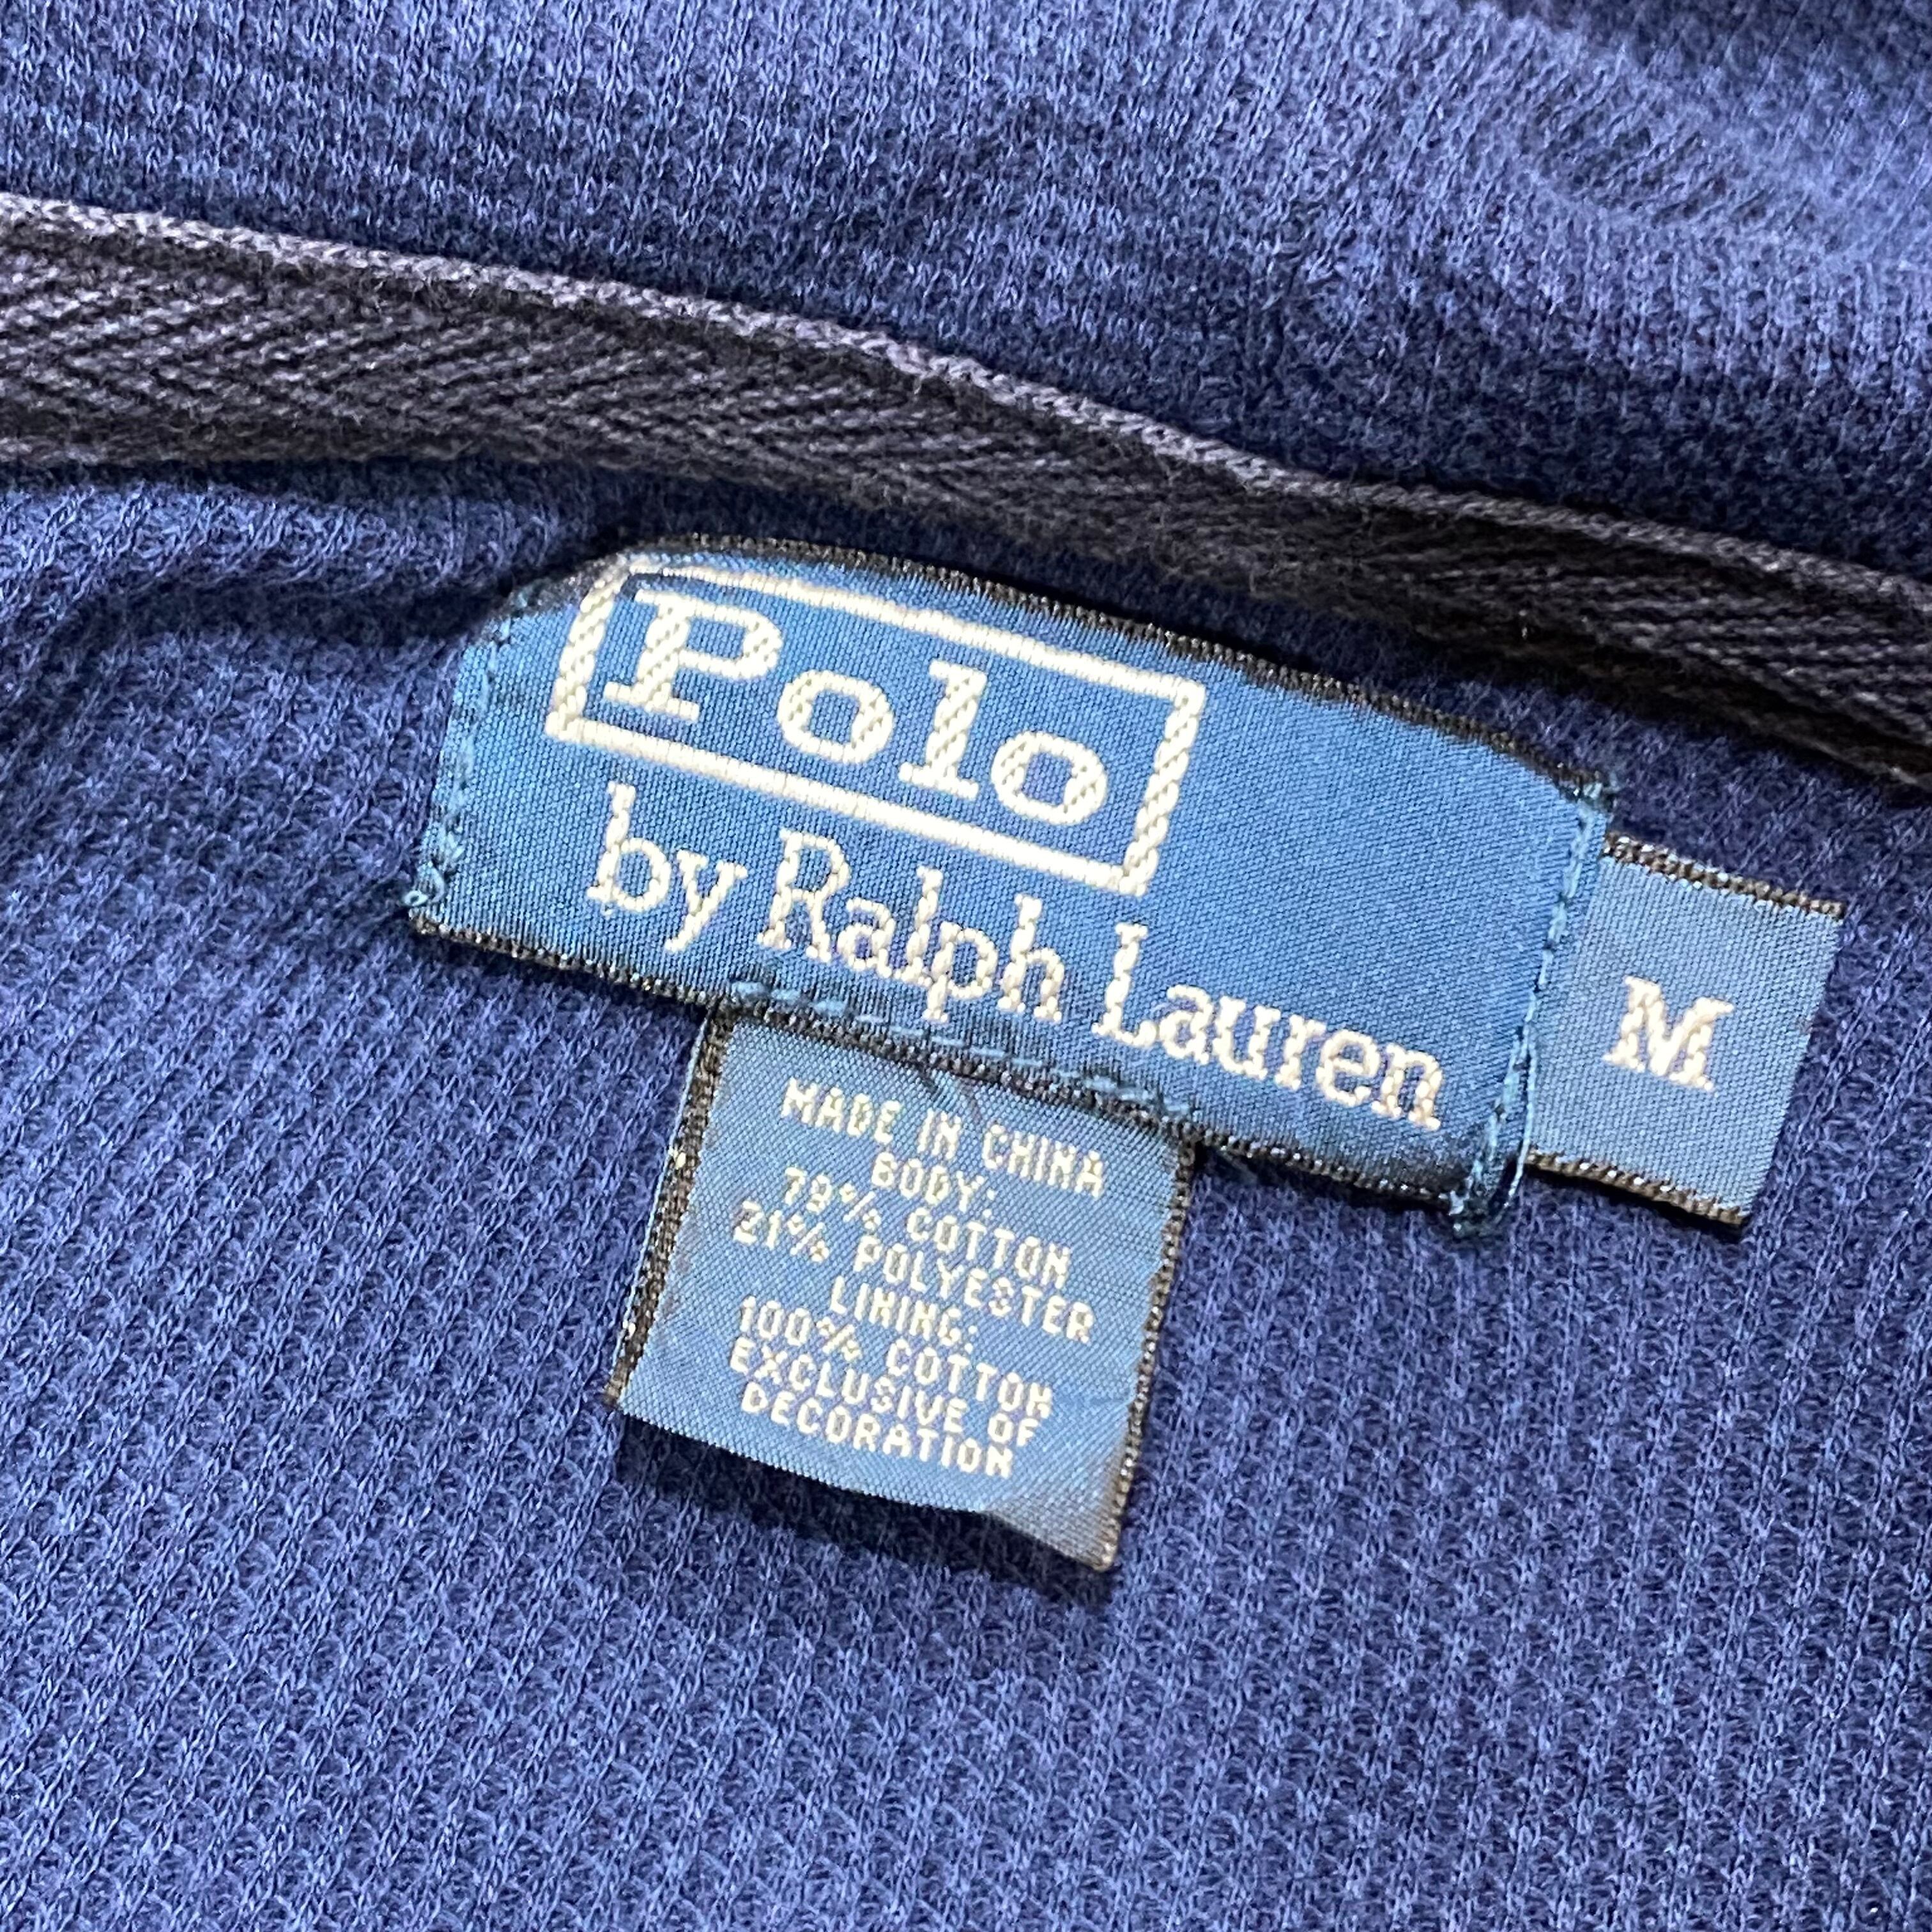 Polo
by Ralph Lauren
M
MADE IN CHINA
BODY:
79% COTTON
21% POLYESTER
LINING:
100% COTTON
EXCLUSIVE OF
DECORATION